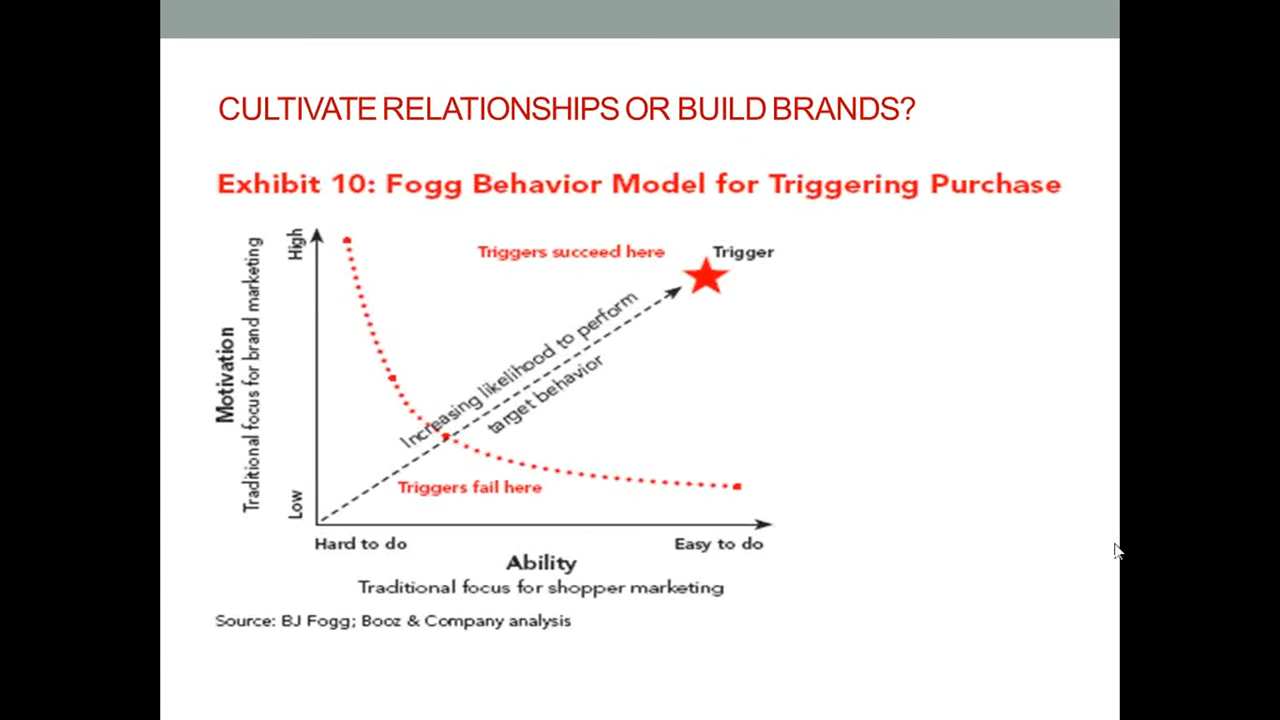 CULTIVATE RELATIONSHIPS OR BUILD BRANDS?
Exhibit 10: Fogg Behavior Model for Triggering Purchase
Motivation
Traditional focus for brand marketing
High
Low
Triggers succeed here
Trigger
Increasing likelihood to perform
target behavior
Triggers fail here
Hard to do
Easy to do
Ability
Traditional focus for shopper marketing
Source: BJ Fogg; Booz & Company analysis